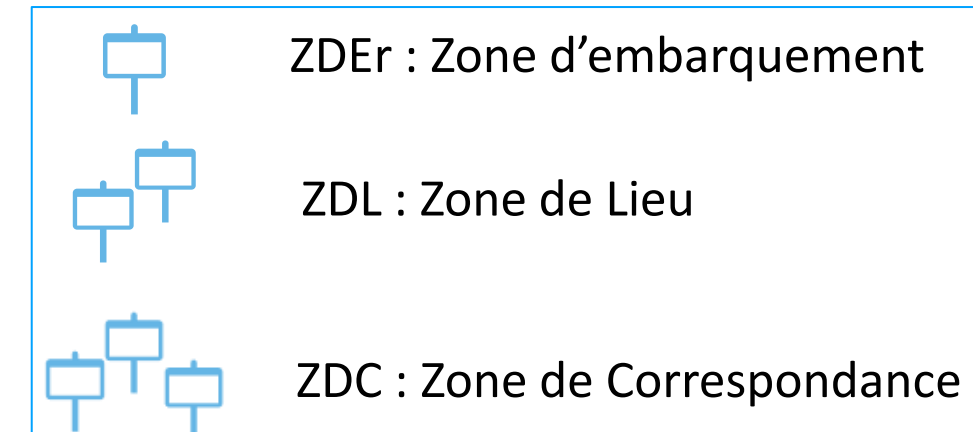 ZDEr : Zone d’embarquement
ZDL : Zone de Lieu
ZDC : Zone de Correspondance